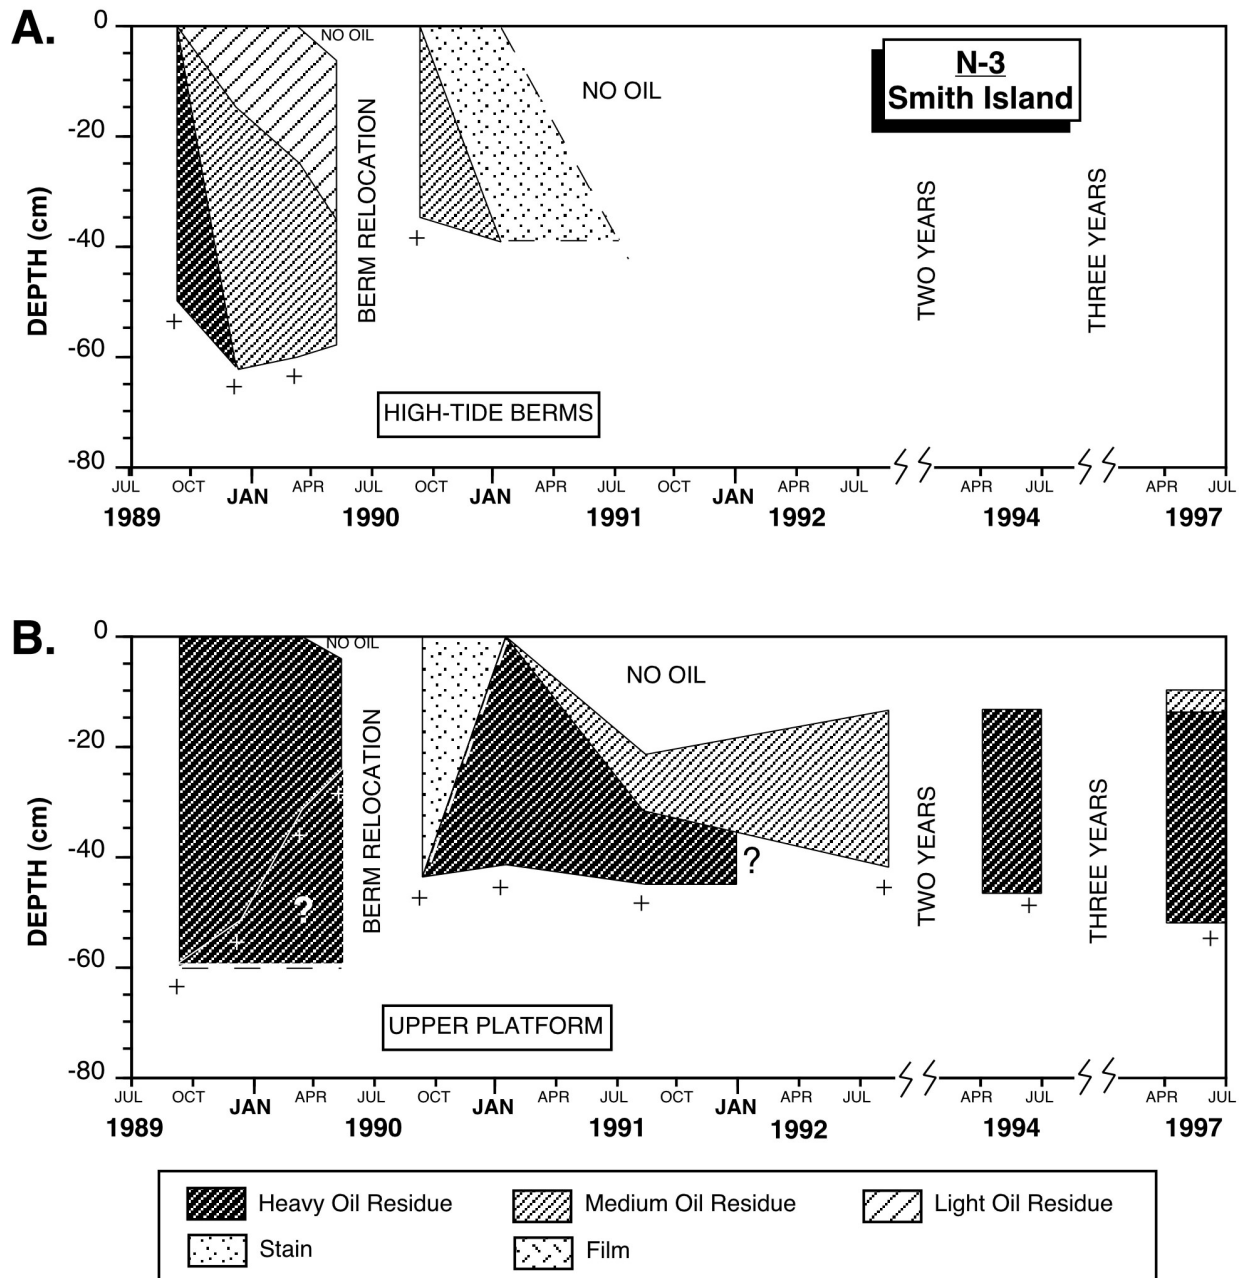 A.
0
NO OIL
N-3
Smith Island
NO OIL
-20
DEPTH (cm)
BERM RELOCATION
TWO YEARS
THREE YEARS
-40
-60
HIGH-TIDE BERMS
-80
JUL OCT JAN APR JUL OCT JAN APR JUL OCT JAN APR JUL APR JUL APR JUL
1989 1990 1991 1992 1994 1997
B.
0
NO OIL
NO OIL
-20
DEPTH (cm)
BERM RELOCATION
TWO YEARS
THREE YEARS
-40
?
?
-60
UPPER PLATFORM
-80
JUL OCT JAN APR JUL OCT JAN APR JUL OCT JAN APR JUL APR JUL APR JUL
1989 1990 1991 1992 1994 1997
Heavy Oil Residue Medium Oil Residue Light Oil Residue
Stain Film